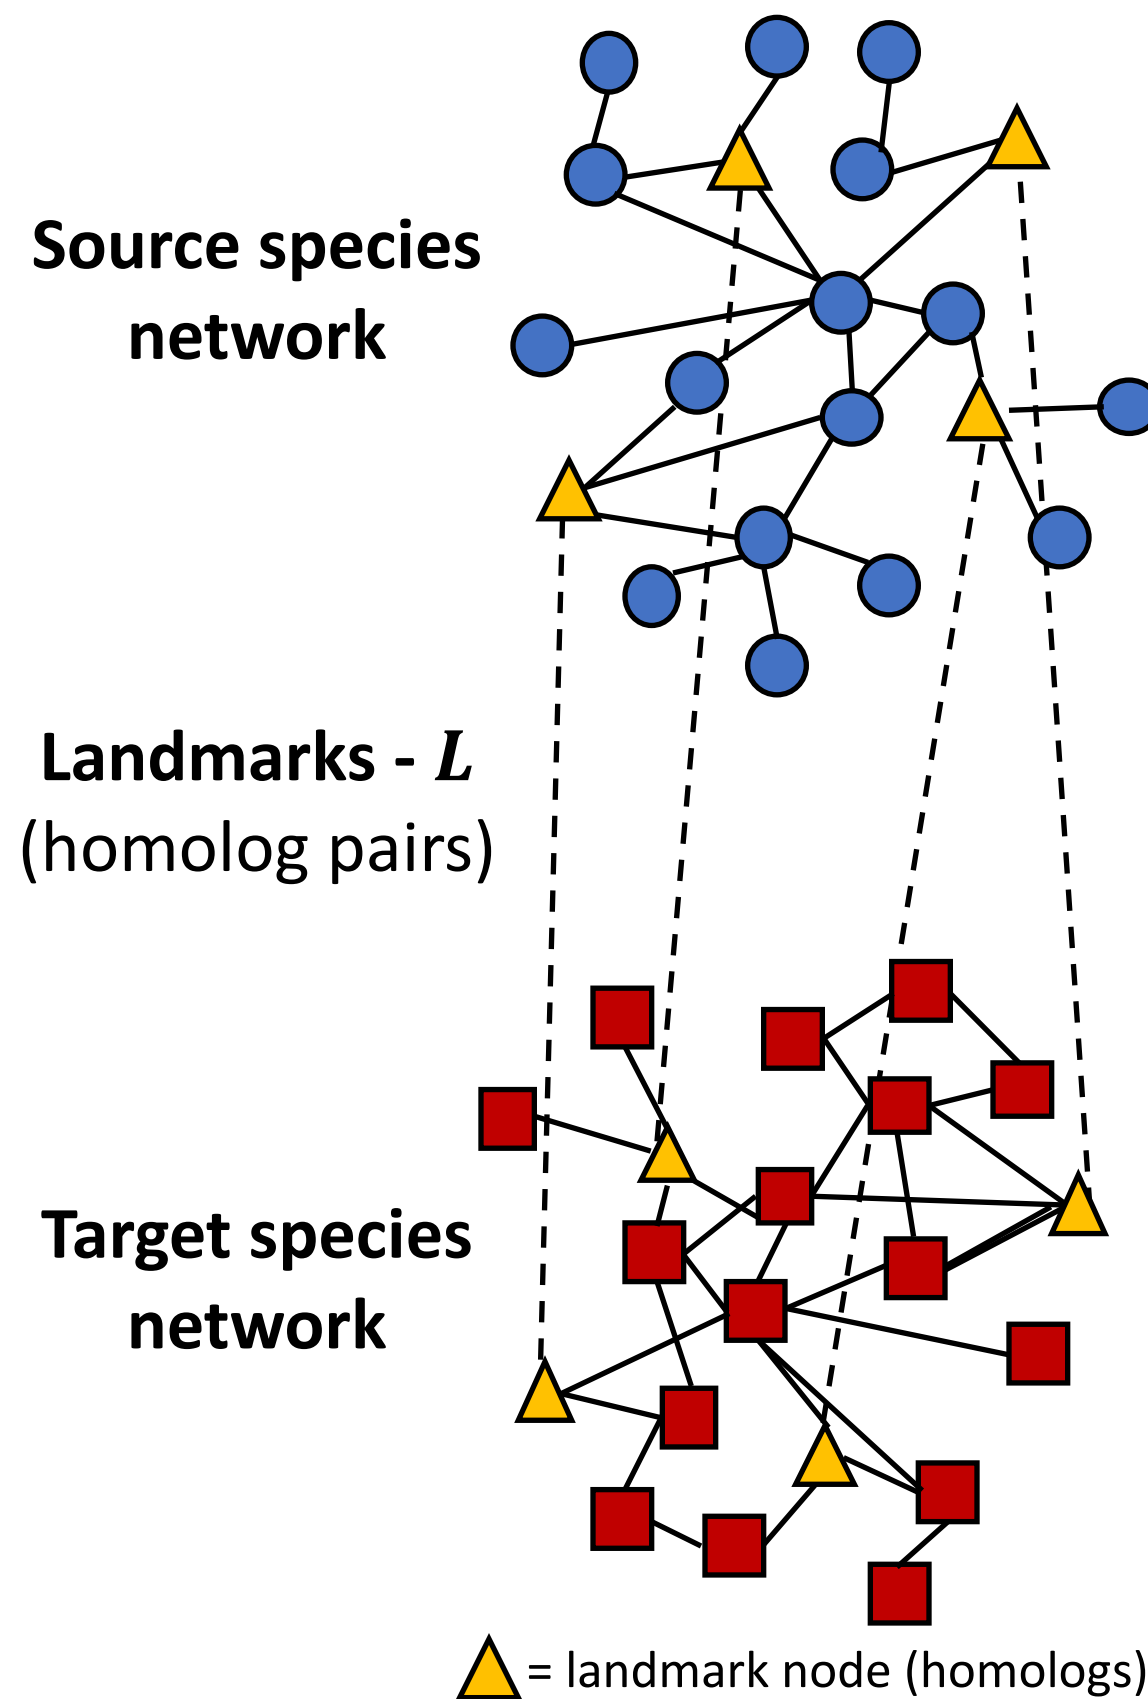 Source species
network
Landmarks - L
(homolog pairs)
Target species
network
= landmark node (homologs)